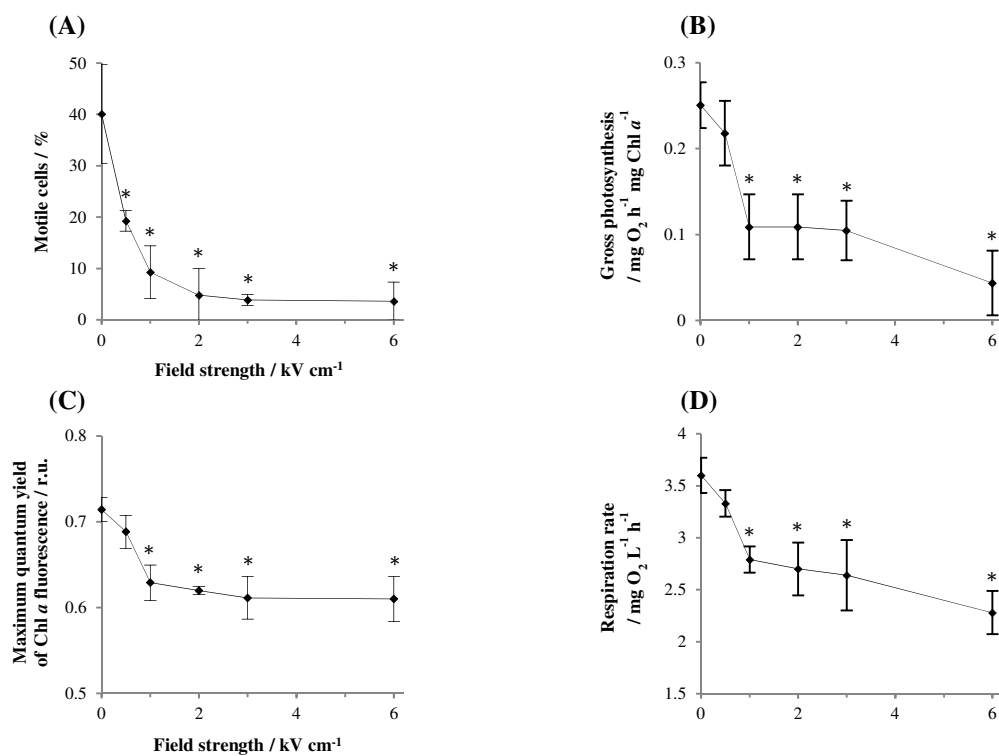 (A)
50
40
30
20
10
0
Motile cells / %
* * * * *
0 2 4 6
Field strength / kV cm⁻¹
(B)
0.3
0.2
0.1
0
Gross photosynthesis
/ mg O₂ h⁻¹ mg Chl a⁻¹
* * * *
0 2 4 6
(C)
0.8
0.7
0.6
0.5
Maximum quantum yield
of Chl a fluorescence / r.u.
* * * *
0 2 4 6
Field strength / kV cm⁻¹
(D)
4
3.5
3
2.5
2
1.5
Respiration rate
/ mg O₂ L⁻¹ h⁻¹
* * * *
0 2 4 6